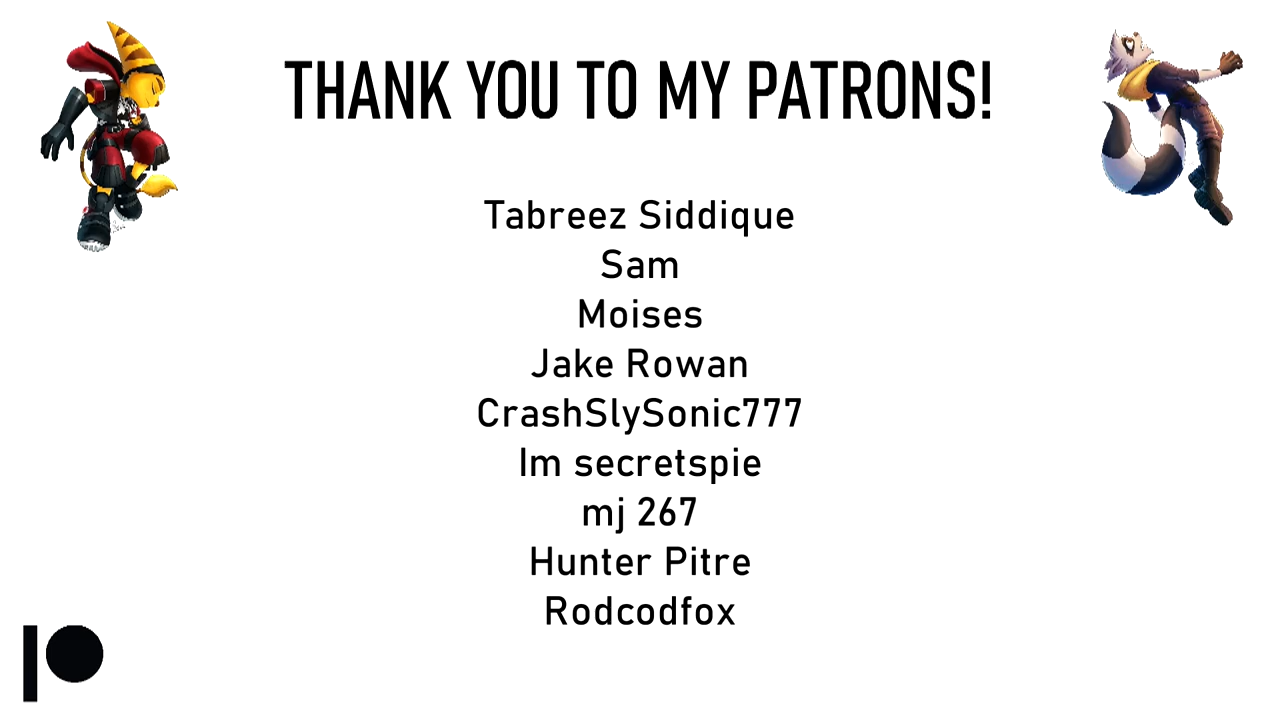 THANK YOU TO MY PATRONS!
Tabreez Siddique
Sam
Moises
Jake Rowan
CrashSlySonic777
Im secretspie
mj 267
Hunter Pitre
Rodcodfox